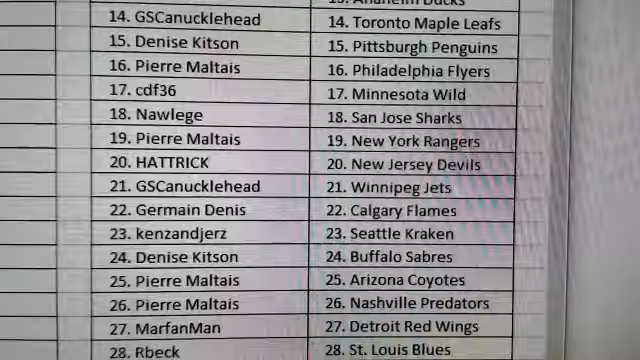 13. Anaheim Ducks
14. GSCanucklehead 14. Toronto Maple Leafs
15. Denise Kitson 15. Pittsburgh Penguins
16. Pierre Maltais 16. Philadelphia Flyers
17. cdf36 17. Minnesota Wild
18. Nawlege 18. San Jose Sharks
19. Pierre Maltais 19. New York Rangers
20. HATTRICK 20. New Jersey Devils
21. GSCanucklehead 21. Winnipeg Jets
22. Germain Denis 22. Calgary Flames
23. kenzandjerz 23. Seattle Kraken
24. Denise Kitson 24. Buffalo Sabres
25. Pierre Maltais 25. Arizona Coyotes
26. Pierre Maltais 26. Nashville Predators
27. MarfanMan 27. Detroit Red Wings
28. Rbeck 28. St. Louis Blues